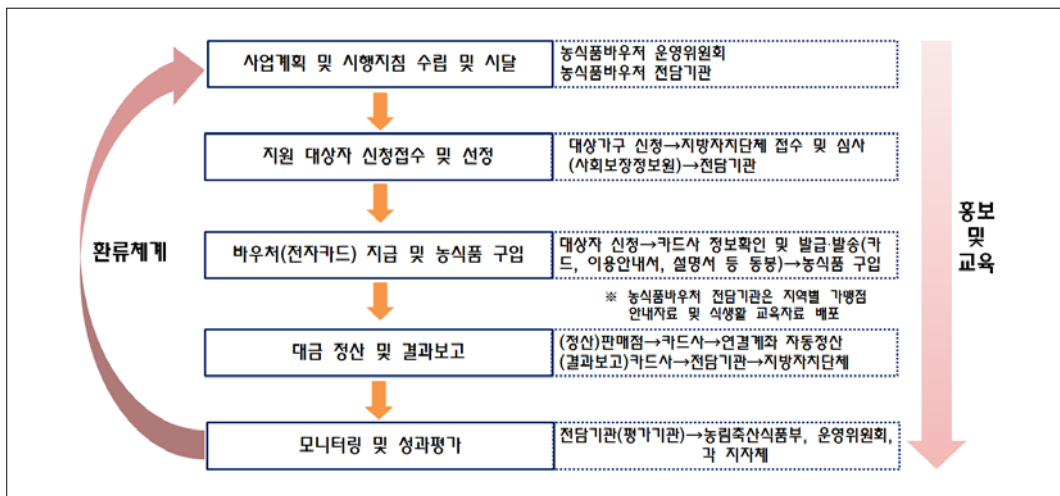 사업계획 및 시행지침 수립 및 시달
농식품바우처 운영위원회
농식품바우처 전담기관
지원 대상자 신청접수 및 선정
대상가구 신청→지방자치단체 접수 및 심사
(사회보장정보원)→전담기관
환류체계
바우처(전자카드) 지급 및 농식품 구입
대상자 신청→카드사 정보확인 및 발급·발송(카
드, 이용안내서, 설명서 등 동봉)→농식품 구입
※ 농식품바우처 전담기관은 지역별 가맹점
안내자료 및 식생활 교육자료 배포
홍보
및
교육
대금 정산 및 결과보고
(정산)판매점→카드사→연결계좌 자동정산
(결과보고)카드사→전담기관→지방자치단체
모니터링 및 성과평가
전담기관(평가기관)→농림축산식품부, 운영위원회,
각 지자체